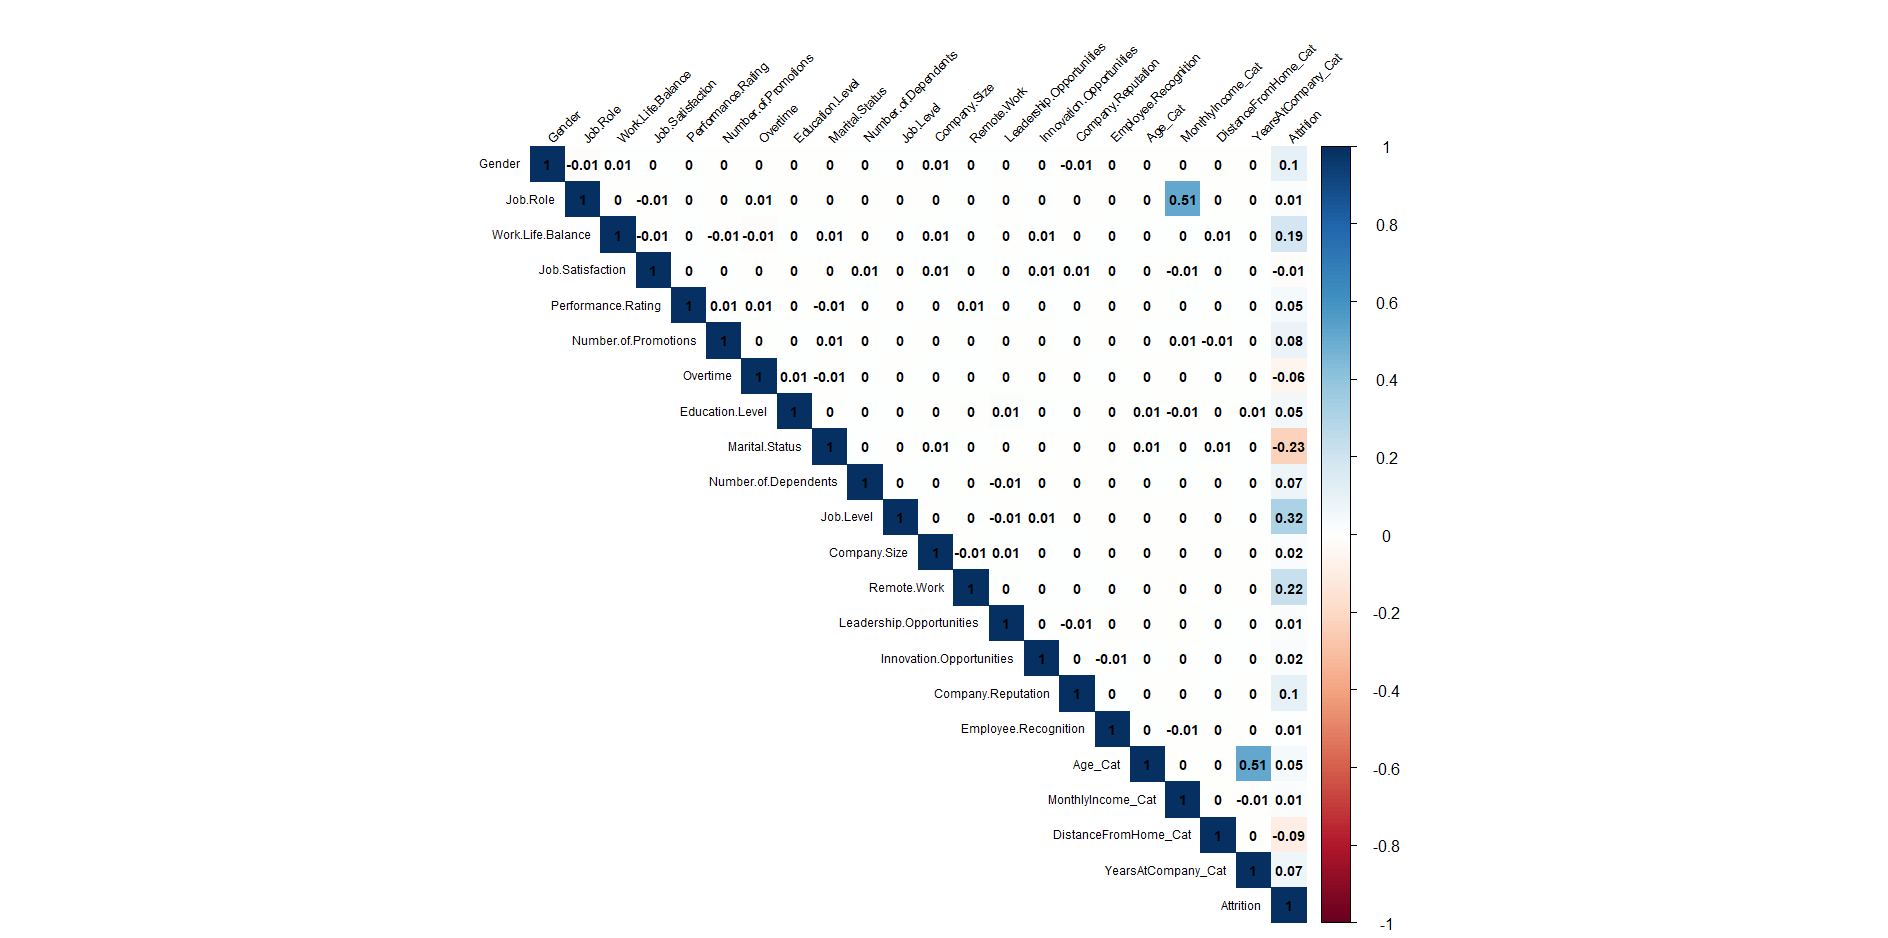 Gender
Job.Role
Work.Life.Balance
Job.Satisfaction
Performance.Rating
Number.of.Promotions
Overtime
Education.Level
Marital.Status
Number.of.Dependents
Job.Level
Company.Size
Remote.Work
Leadership.Opportunities
Innovation.Opportunities
Company.Reputation
Employee.Recognition
Age_Cat
MonthlyIncome_Cat
DistanceFromHome_Cat
YearsAtCompany_Cat
Attrition
Gender 1 -0.01 0.01 0 0 0 0 0 0 0 0 0.01 0 0 0 -0.01 0 0 0 0 0 0.1
Job.Role 1 0 -0.01 0 0 0.01 0 0 0 0 0 0 0 0 0 0 0 0.51 0 0 0.01
Work.Life.Balance 1 -0.01 0 -0.01 -0.01 0 0.01 0 0 0.01 0 0 0.01 0 0 0 0 0.01 0 0.19
Job.Satisfaction 1 0 0 0 0 0 0.01 0 0.01 0 0 0.01 0.01 0 0 -0.01 0 0 -0.01
Performance.Rating 1 0.01 0.01 0 -0.01 0 0 0 0.01 0 0 0 0 0 0 0 0 0.05
Number.of.Promotions 1 0 0 0.01 0 0 0 0 0 0 0 0 0 0.01 -0.01 0 0.08
Overtime 1 0.01 -0.01 0 0 0 0 0 0 0 0 0 0 0 0 -0.06
Education.Level 1 0 0 0 0 0 0.01 0 0 0 0.01 -0.01 0 0.01 0.05
Marital.Status 1 0 0 0.01 0 0 0 0 0 0.01 0 0.01 0 -0.23
Number.of.Dependents 1 0 0 0 -0.01 0 0 0 0 0 0 0 0.07
Job.Level 1 0 0 -0.01 0.01 0 0 0 0 0 0 0.32
Company.Size 1 -0.01 0.01 0 0 0 0 0 0 0 0.02
Remote.Work 1 0 0 0 0 0 0 0 0 0.22
Leadership.Opportunities 1 0 -0.01 0 0 0 0 0 0.01
Innovation.Opportunities 1 0 -0.01 0 0 0 0 0.02
Company.Reputation 1 0 0 0 0 0 0.1
Employee.Recognition 1 0 -0.01 0 0 0.01
Age_Cat 1 0 0 0.51 0.05
MonthlyIncome_Cat 1 0 -0.01 0.01
DistanceFromHome_Cat 1 0 -0.09
YearsAtCompany_Cat 1 0.07
Attrition 1
1
0.8
0.6
0.4
0.2
0
-0.2
-0.4
-0.6
-0.8
-1